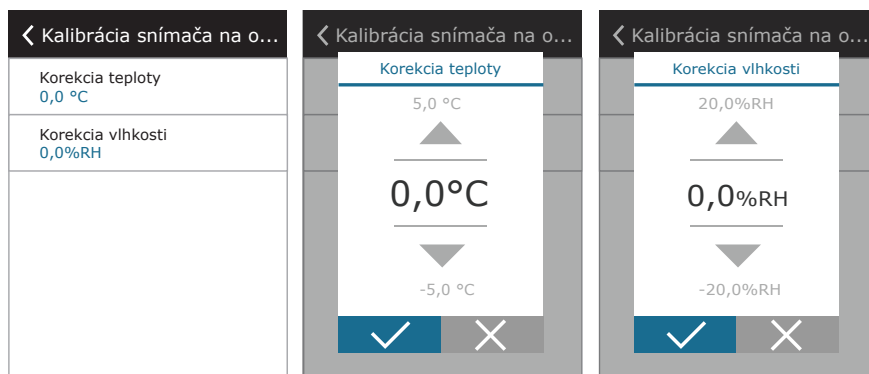 Kalibrácia snímača na o...
Korekcia teploty
0,0 °C
Korekcia vlhkosti
0,0%RH
Kalibrácia snímača na o...
Korekcia teploty
5,0 °C
0,0°C
-5,0 °C
Kalibrácia snímača na o...
Korekcia vlhkosti
20,0%RH
0,0%RH
-20,0%RH